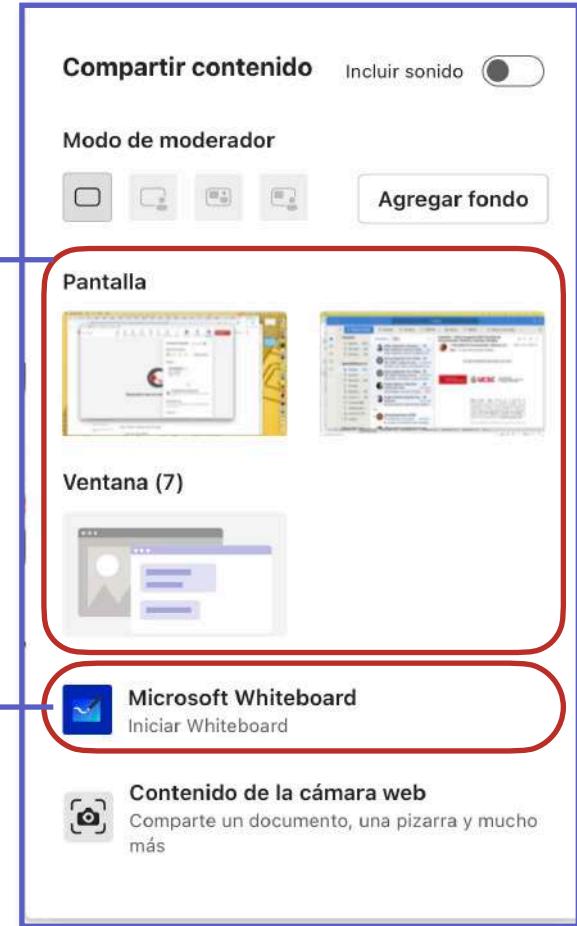 Compartir contenido
Incluir sonido
Modo de moderador
Agregar fondo
Pantalla
UCSC
Ventana (7)
Microsoft Whiteboard
Iniciar Whiteboard
Contenido de la cámara web
Comparte un documento, una pizarra y mucho
más